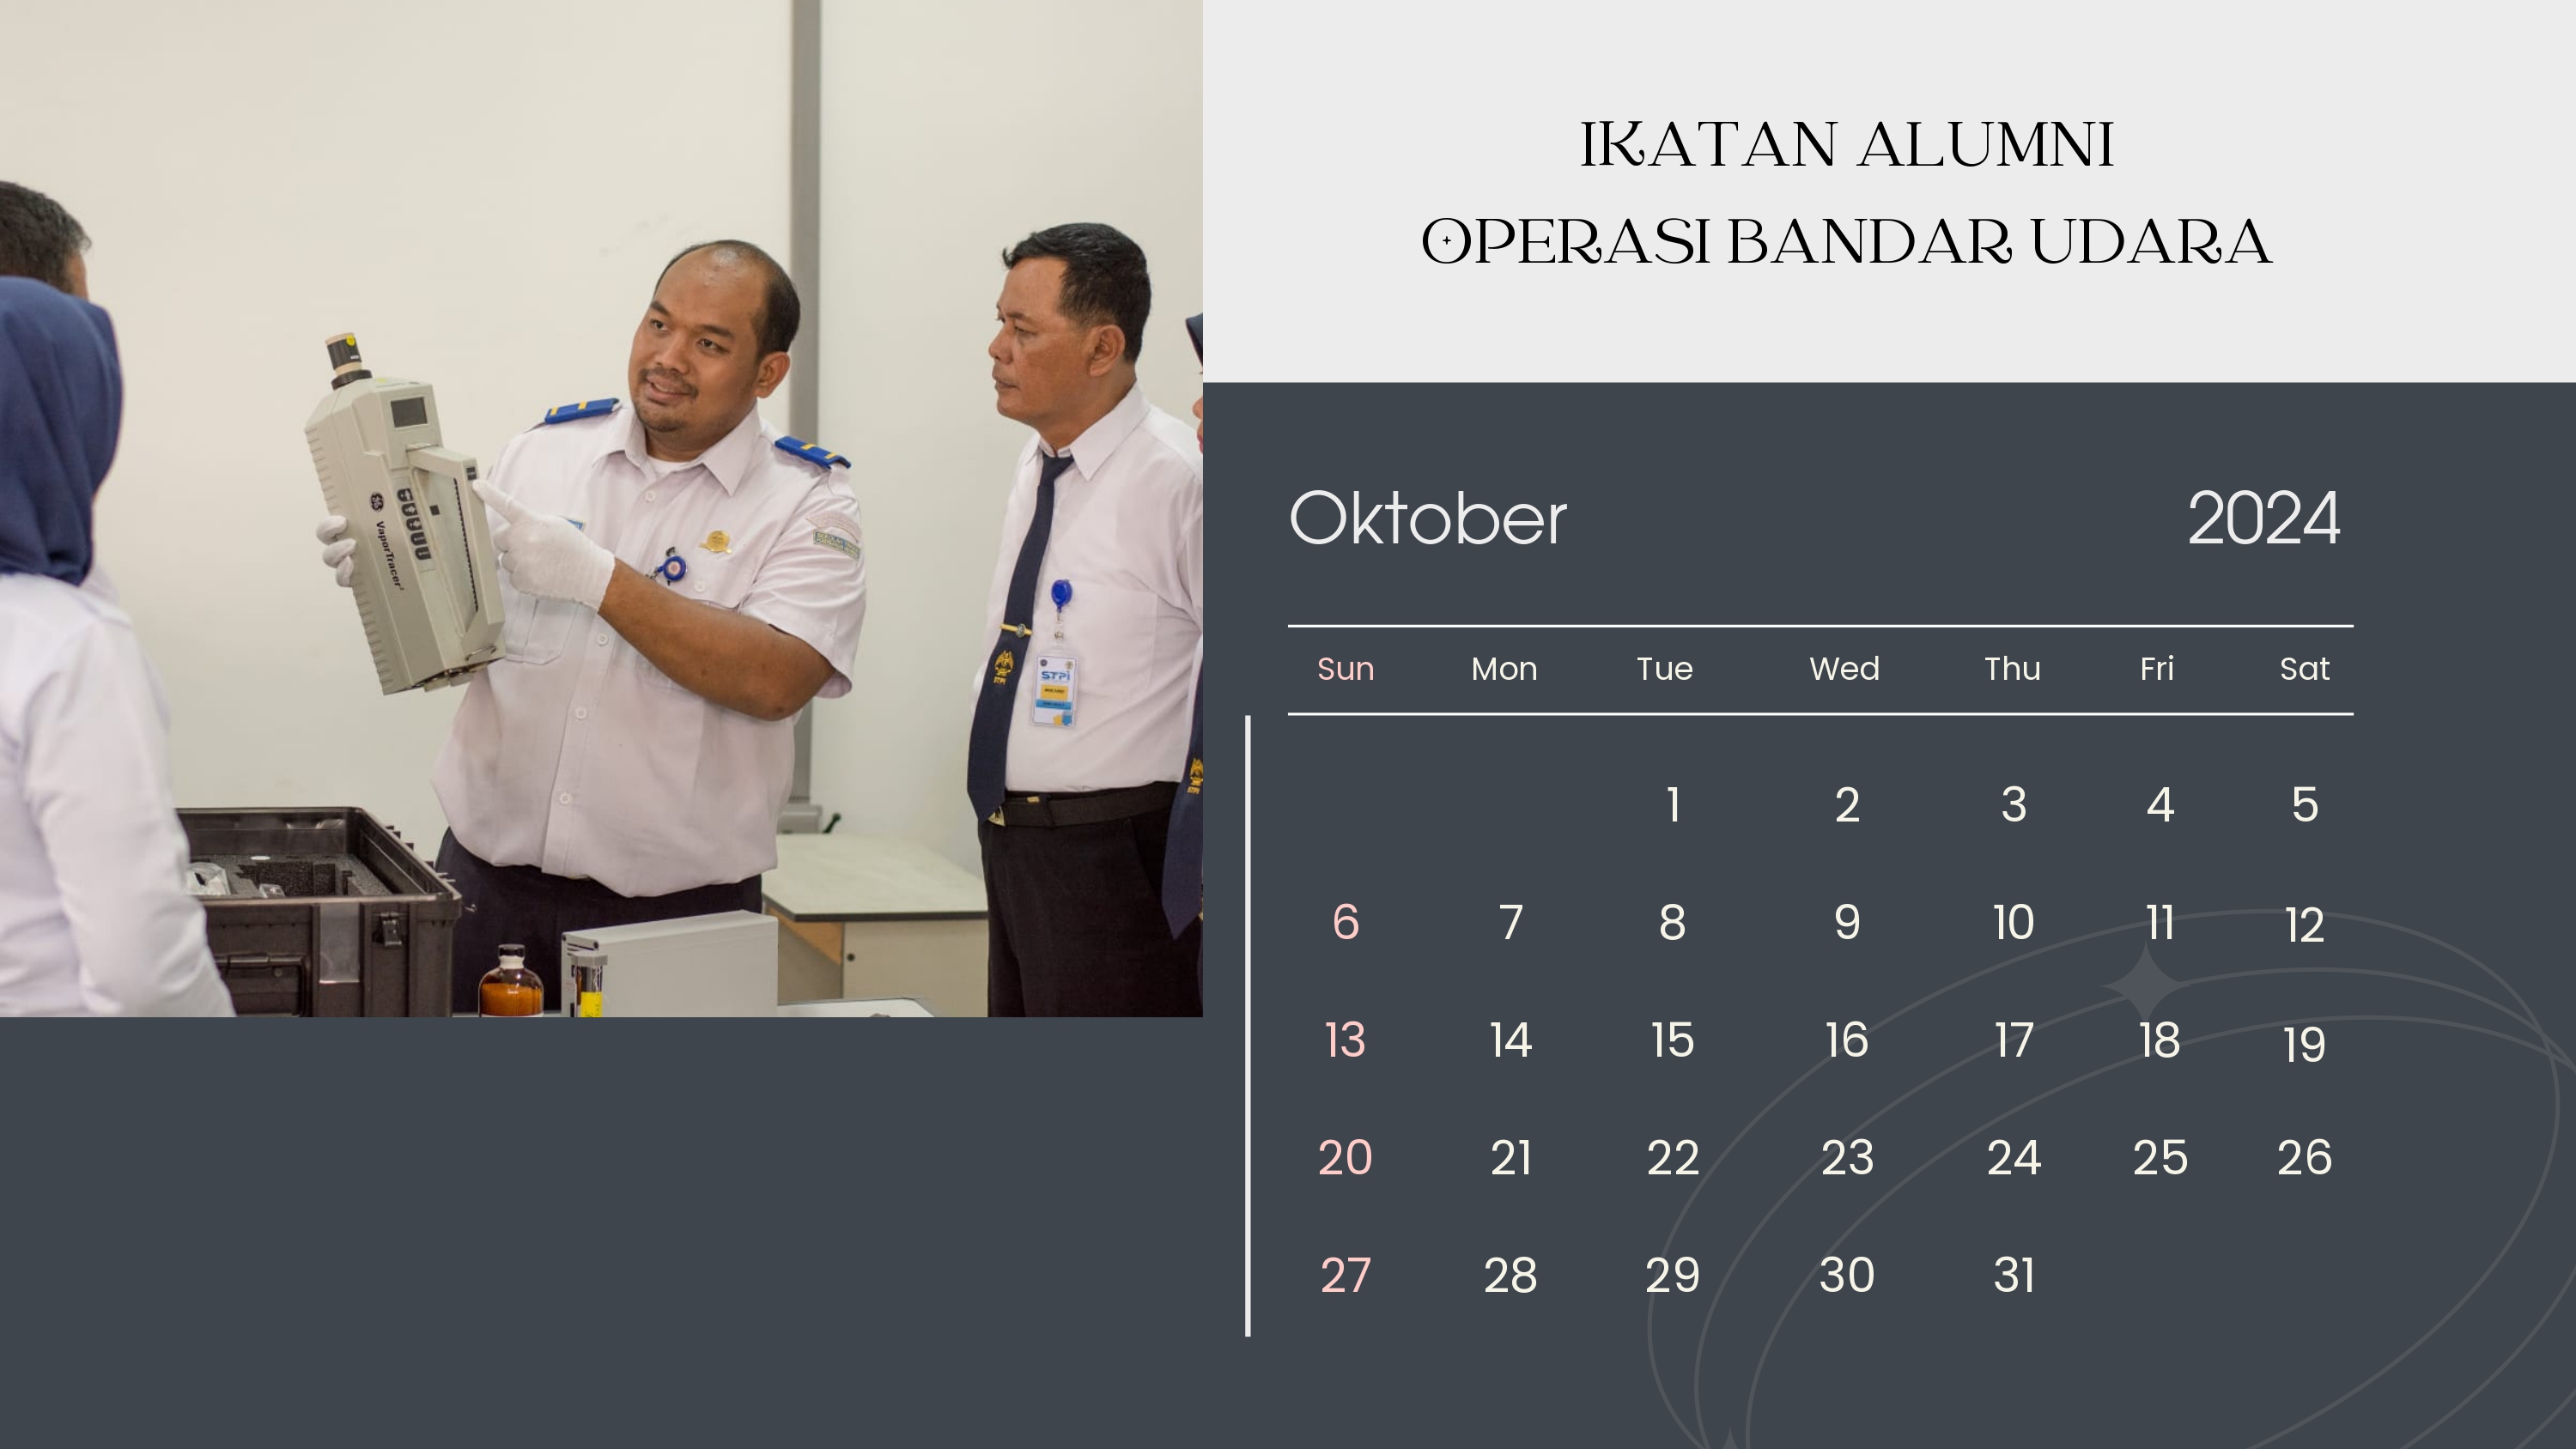 IKATAN ALUMNI
OPERASI BANDAR UDARA
VaporTracer
STPI
STPI
STPI
Oktober 2024
Sun Mon Tue Wed Thu Fri Sat
1 2 3 4 5
6 7 8 9 10 11 12
13 14 15 16 17 18 19
20 21 22 23 24 25 26
27 28 29 30 31